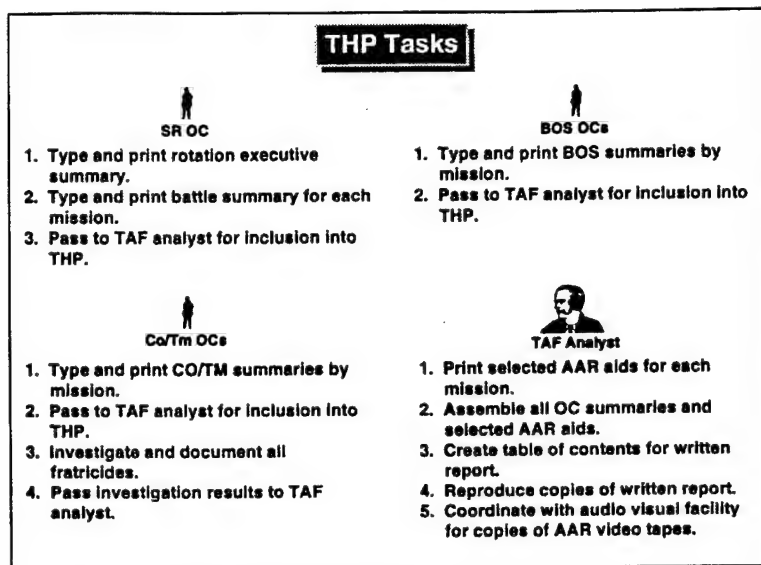 THP Tasks
SR OC
1. Type and print rotation executive
summary.
2. Type and print battle summary for each
mission.
3. Pass to TAF analyst for inclusion into
THP.
BOS OCs
1. Type and print BOS summaries by
mission.
2. Pass to TAF analyst for inclusion into
THP.
Co/Tm OCs
1. Type and print CO/TM summaries by
mission.
2. Pass to TAF analyst for inclusion into
THP.
3. Investigate and document all
fratricides.
4. Pass investigation results to TAF
analyst.
TAF Analyst
1. Print selected AAR aids for each
mission.
2. Assemble all OC summaries and
selected AAR aids.
3. Create table of contents for written
report.
4. Reproduce copies of written report.
5. Coordinate with audio visual facility
for copies of AAR video tapes.